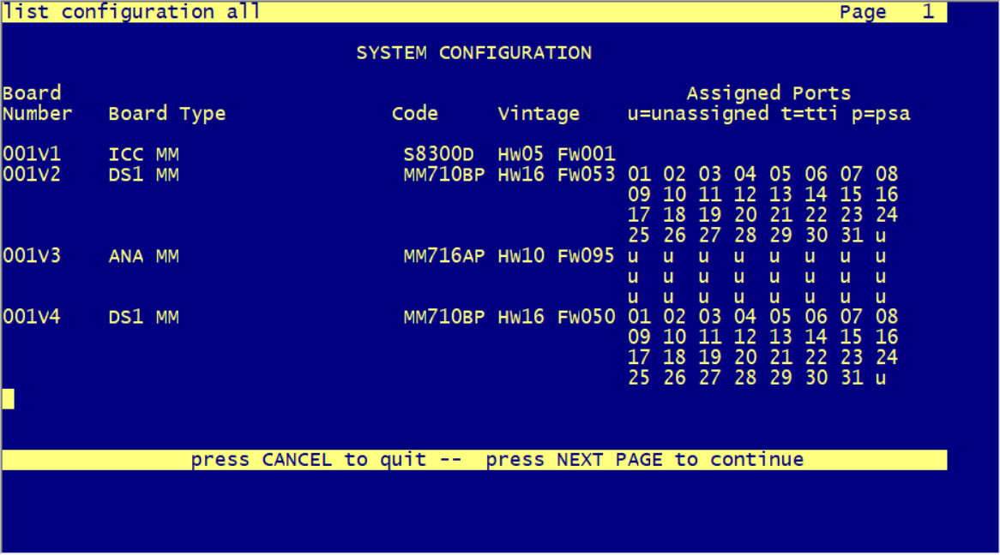 list configuration all Page 1
SYSTEM CONFIGURATION
Board Assigned Ports
Number Board Type Code Vintage u=unassigned t=tti p=psa
001V1 ICC MM S8300D HW05 FW001
001V2 DS1 MM MM710BP HW16 FW053 01 02 03 04 05 06 07 08
09 10 11 12 13 14 15 16
17 18 19 20 21 22 23 24
25 26 27 28 29 30 31 u
001V3 ANA MM MM716AP HW10 FW095 u u u u u u u u
u u u u u u u u
u u u u u u u u
001V4 DS1 MM MM710BP HW16 FW050 01 02 03 04 05 06 07 08
09 10 11 12 13 14 15 16
17 18 19 20 21 22 23 24
25 26 27 28 29 30 31 u
press CANCEL to quit -- press NEXT PAGE to continue